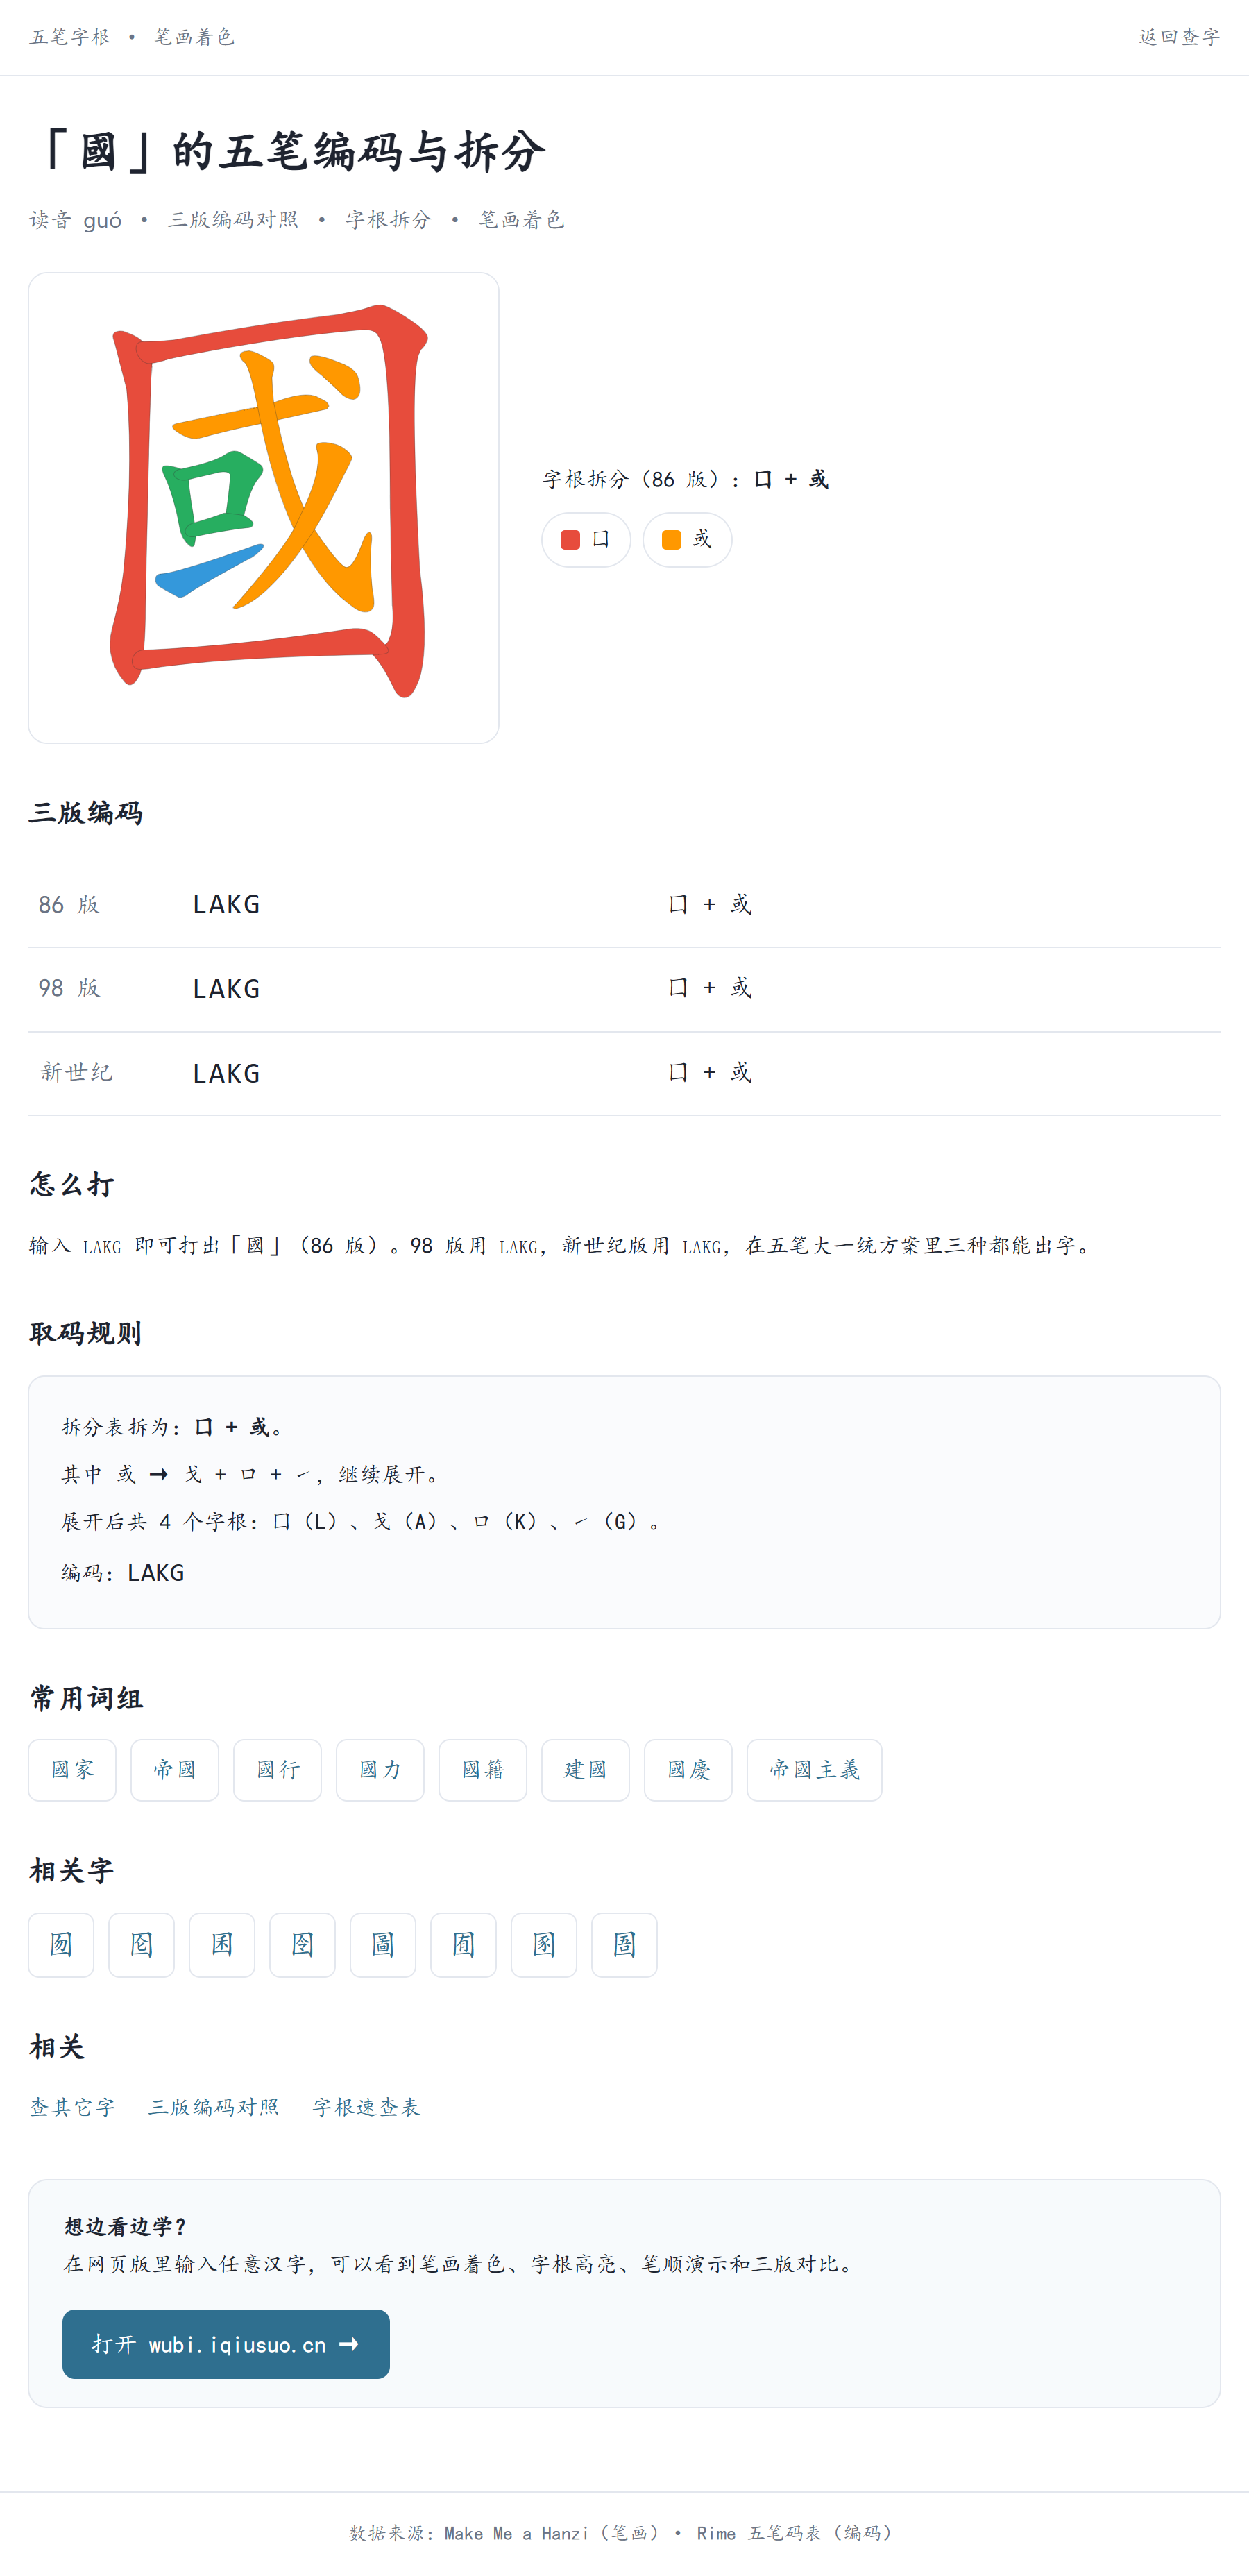 五笔字根 • 笔画着色
返回查字
「國」的五笔编码与拆分
读音 guó • 三版编码对照 • 字根拆分 • 笔画着色
國
字根拆分（86 版）：囗 + 或
囗 或
三版编码
86 版 LAKG 囗 + 或
98 版 LAKG 囗 + 或
新世纪 LAKG 囗 + 或
怎么打
输入 LAKG 即可打出「國」（86 版）。98 版用 LAKG，新世纪版用 LAKG，在五笔大一统方案里三种都能出字。
取码规则
拆分表拆为：囗 + 或。
其中 或 → 戈 + 口 + ㇀，继续展开。
展开后共 4 个字根：囗（L）、戈（A）、口（K）、㇀（G）。
编码：LAKG
常用词组
國家 帝國 國行 國力 國籍 建國 國慶 帝國主義
相关字
囫 囵 困 囹 圖 囿 圂 圄
相关
查其它字 三版编码对照 字根速查表
想边看边学？
在网页版里输入任意汉字，可以看到笔画着色、字根高亮、笔顺演示和三版对比。
打开 wubi.iqiusuo.cn →
数据来源：Make Me a Hanzi（笔画）• Rime 五笔码表（编码）